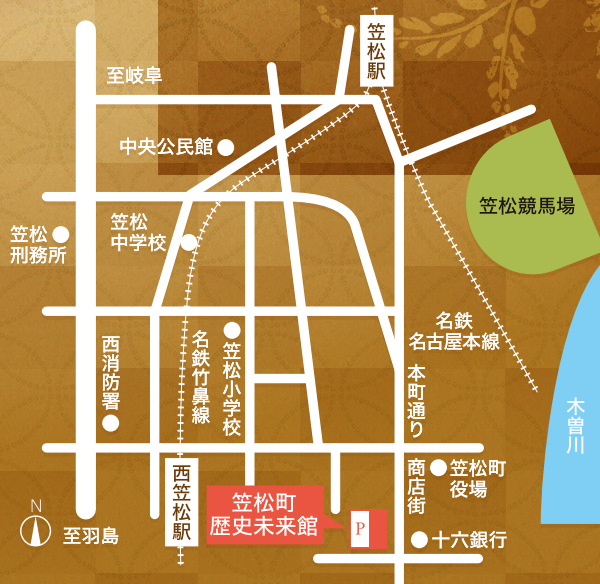 笠松駅
至岐阜
中央公民館
笠松競馬場
笠松
中学校
笠松
刑務所
名鉄
名古屋本線
西消防署
名鉄竹鼻線
笠松小学校
本町通り
木曽川
西笠松駅
商店街
笠松町
役場
笠松町
歴史未来館
P
N
至羽島
十六銀行